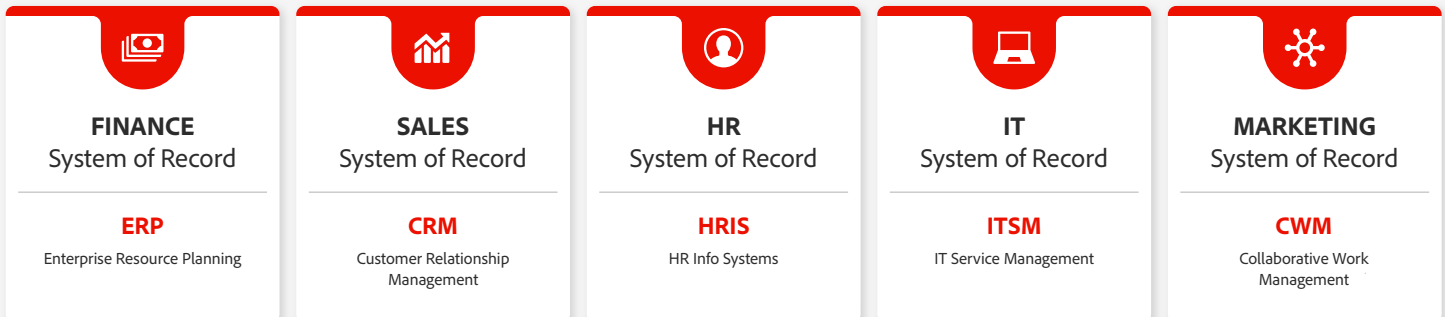 FINANCE
System of Record
ERP
Enterprise Resource Planning
SALES
System of Record
CRM
Customer Relationship
Management
HR
System of Record
HRIS
HR Info Systems
IT
System of Record
ITSM
IT Service Management
MARKETING
System of Record
CWM
Collaborative Work
Management